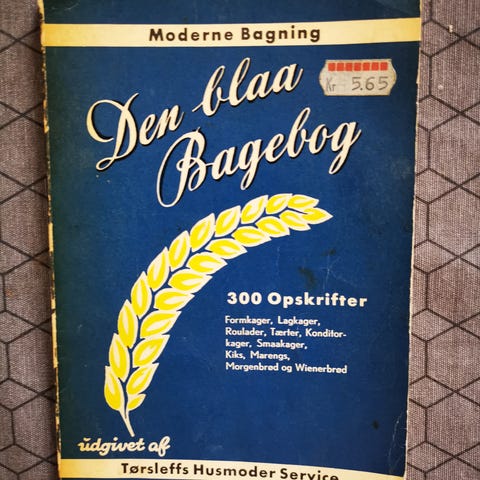 Moderne Bagning
Kr 5.65
Den blaa
Bagebog
300 Opskrifter
Formkager, Lagkager,
Roulader, Tærter, Konditor-
kager, Smaakager,
Kiks, Marengs,
Morgenbrød og Wienerbrød
udgivet af
Tørsleffs Husmoder Service